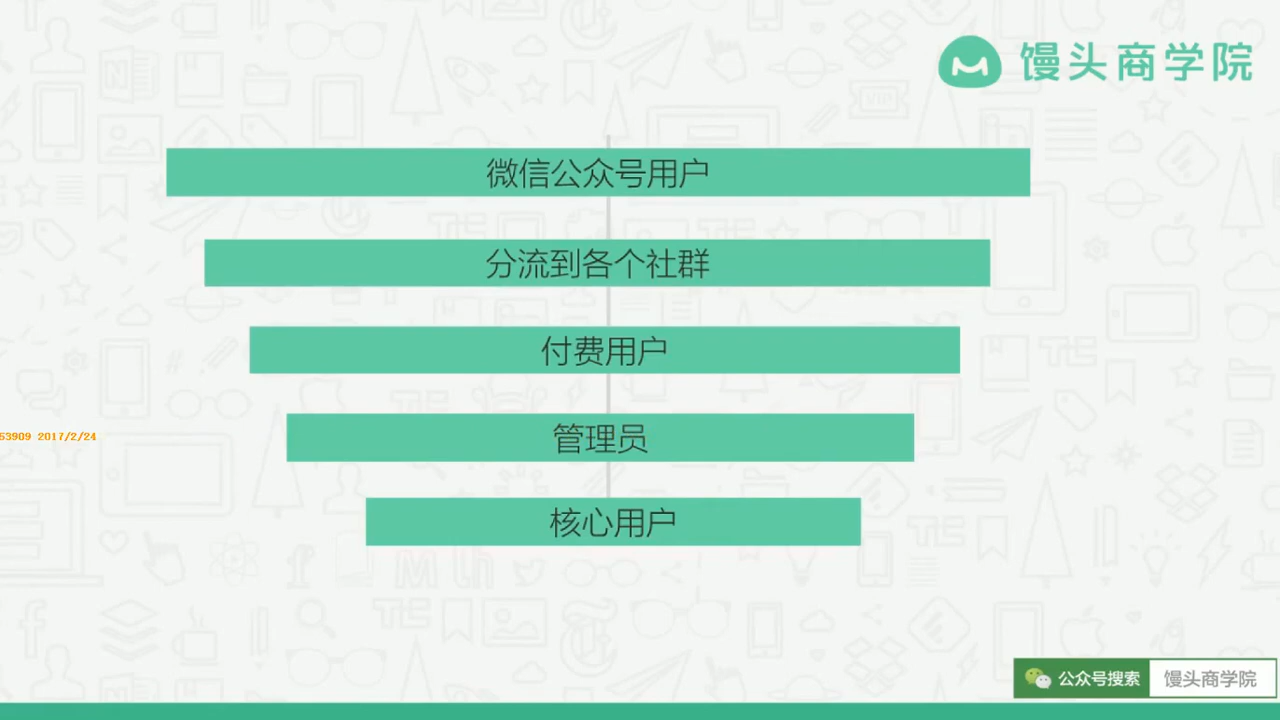 馒头商学院
微信公众号用户
分流到各个社群
付费用户
管理员
53909 2017/2/24
核心用户
公众号搜索 馒头商学院